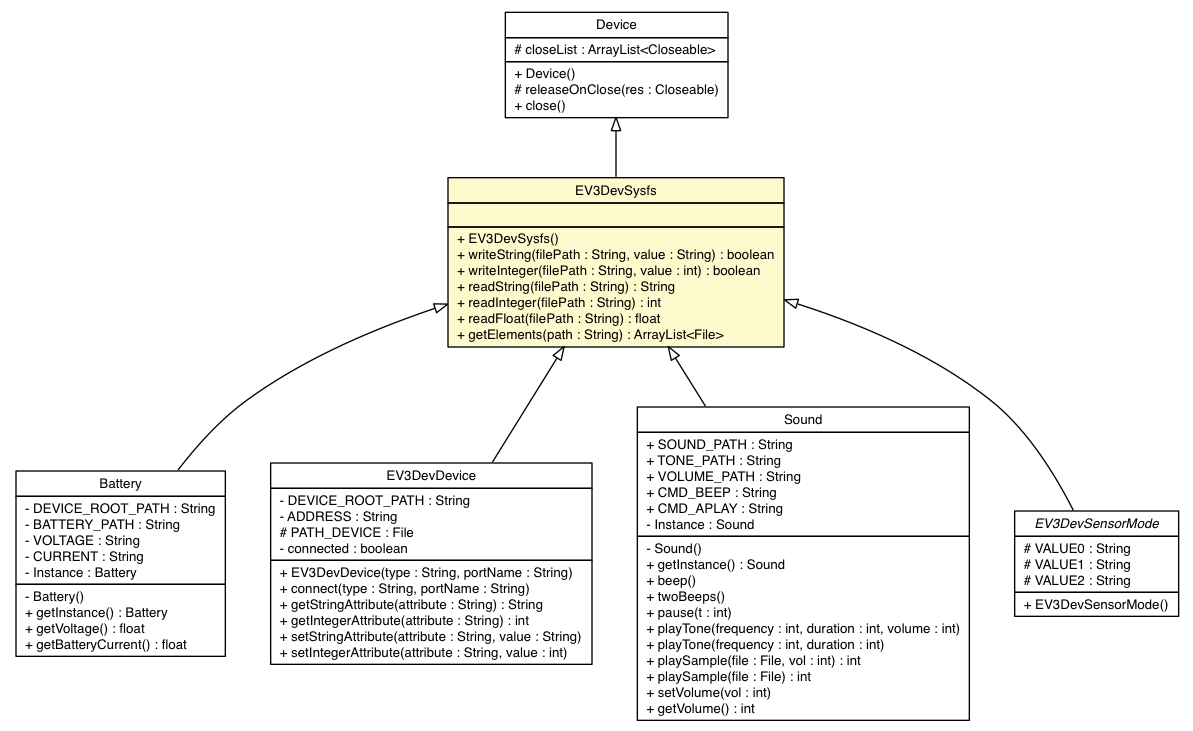 Device
# closeList : ArrayList<Closeable>
+ Device()
# releaseOnClose(res : Closeable)
+ close()
EV3DevSysfs
+ EV3DevSysfs()
+ writeString(filePath : String, value : String) : boolean
+ writeInteger(filePath : String, value : int) : boolean
+ readString(filePath : String) : String
+ readInteger(filePath : String) : int
+ readFloat(filePath : String) : float
+ getElements(path : String) : ArrayList<File>
Battery
- DEVICE_ROOT_PATH : String
- BATTERY_PATH : String
- VOLTAGE : String
- CURRENT : String
- Instance : Battery
- Battery()
+ getInstance() : Battery
+ getVoltage() : float
+ getBatteryCurrent() : float
EV3DevDevice
- DEVICE_ROOT_PATH : String
- ADDRESS : String
# PATH_DEVICE : File
- connected : boolean
+ EV3DevDevice(type : String, portName : String)
+ connect(type : String, portName : String)
+ getStringAttribute(attribute : String) : String
+ getIntegerAttribute(attribute : String) : int
+ setStringAttribute(attribute : String, value : String)
+ setIntegerAttribute(attribute : String, value : int)
Sound
+ SOUND_PATH : String
+ TONE_PATH : String
+ VOLUME_PATH : String
+ CMD_BEEP : String
+ CMD_APLAY : String
- Instance : Sound
- Sound()
+ getInstance() : Sound
+ beep()
+ twoBeeps()
+ pause(t : int)
+ playTone(frequency : int, duration : int, volume : int)
+ playTone(frequency : int, duration : int)
+ playSample(file : File, vol : int) : int
+ playSample(file : File) : int
+ setVolume(vol : int)
+ getVolume() : int
EV3DevSensorMode
# VALUE0 : String
# VALUE1 : String
# VALUE2 : String
+ EV3DevSensorMode()